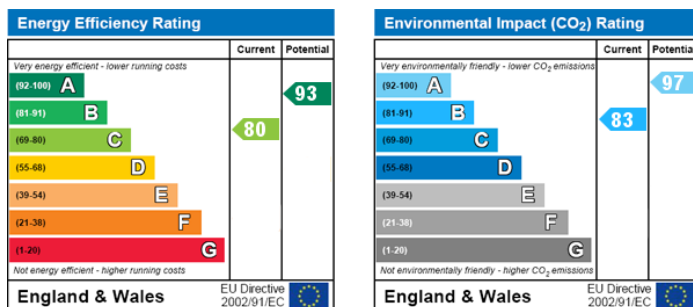 Energy Efficiency Rating
Current Potential
Very energy efficient - lower running costs
(92-100) A
93
(81-91) B
80
(69-80) C
(55-68) D
(39-54) E
(21-38) F
(1-20) G
Not energy efficient - higher running costs
England & Wales
EU Directive
2002/91/EC
Environmental Impact (CO₂) Rating
Current Potential
Very environmentally friendly - lower CO₂ emissions
(92-100) A
97
(81-91) B
83
(69-80) C
(55-68) D
(39-54) E
(21-38) F
(1-20) G
Not environmentally friendly - higher CO₂ emissions
England & Wales
EU Directive
2002/91/EC